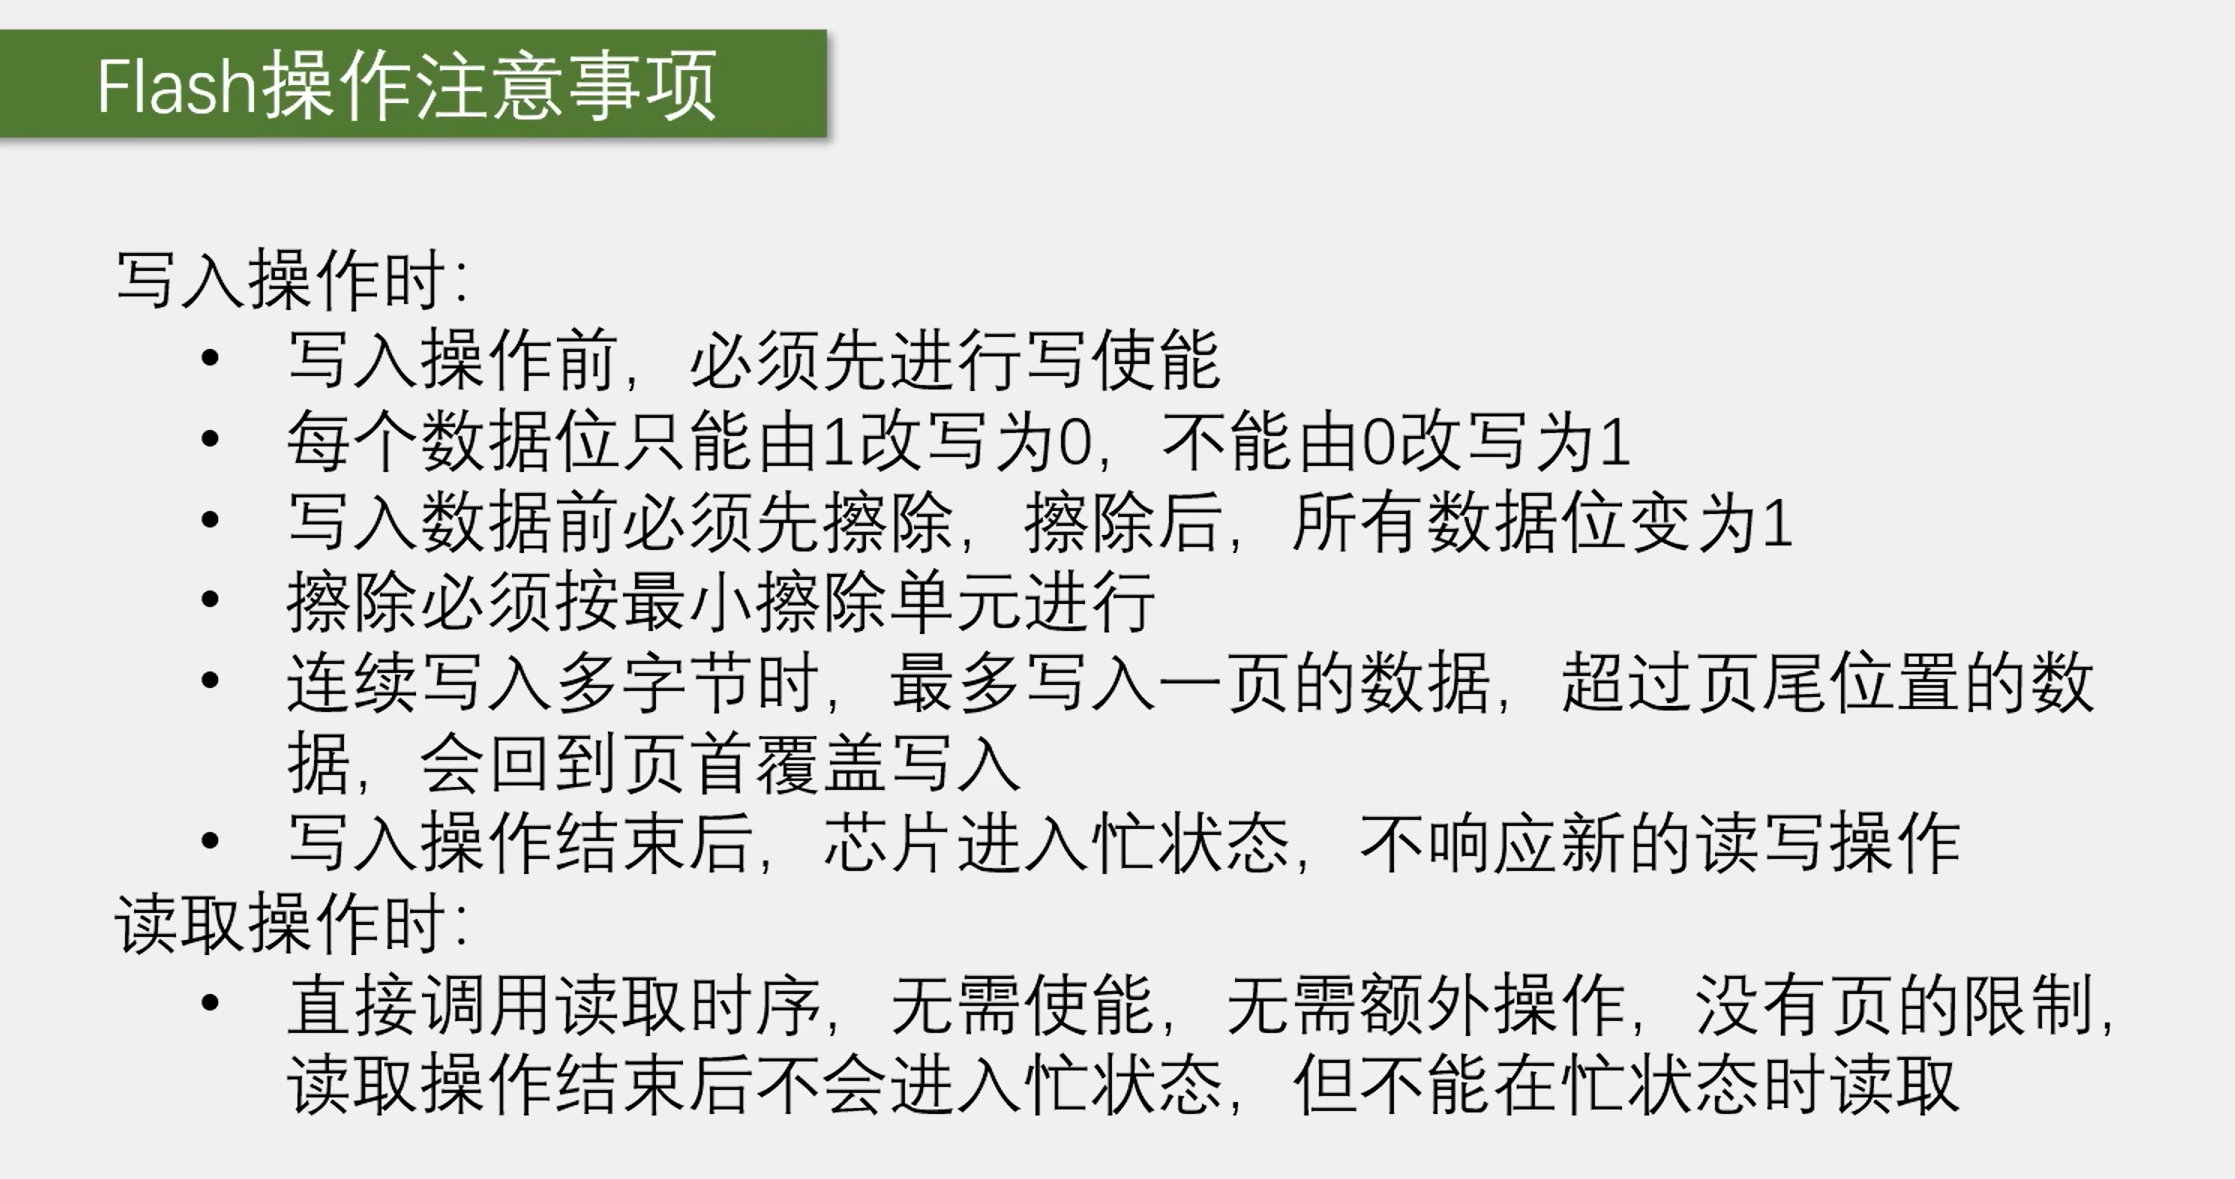 Flash操作注意事项
写入操作时：
• 写入操作前，必须先进行写使能
• 每个数据位只能由1改写为0，不能由0改写为1
• 写入数据前必须先擦除，擦除后，所有数据位变为1
• 擦除必须按最小擦除单元进行
• 连续写入多字节时，最多写入一页的数据，超过页尾位置的数
据，会回到页首覆盖写入
• 写入操作结束后，芯片进入忙状态，不响应新的读写操作
读取操作时：
• 直接调用读取时序，无需使能，无需额外操作，没有页的限制，
读取操作结束后不会进入忙状态，但不能在忙状态时读取